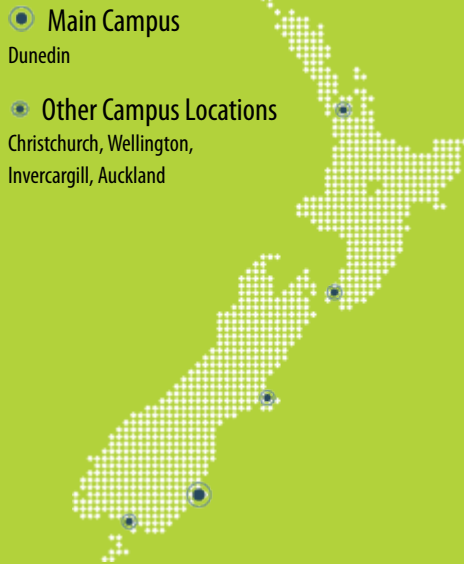 Main Campus
Dunedin
Other Campus Locations
Christchurch, Wellington,
Invercargill, Auckland